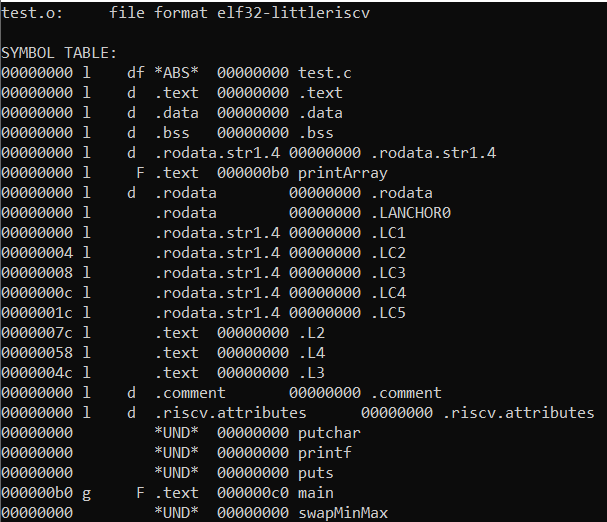 test.o:     file format elf32-littleriscv

SYMBOL TABLE:
00000000 l    df *ABS*  00000000 test.c
00000000 l    d  .text  00000000 .text
00000000 l    d  .data  00000000 .data
00000000 l    d  .bss   00000000 .bss
00000000 l    d  .rodata.str1.4 00000000 .rodata.str1.4
00000000 l     F .text  000000b0 printArray
00000000 l    d  .rodata        00000000 .rodata
00000000 l       .rodata        00000000 .LANCHOR0
00000000 l       .rodata.str1.4 00000000 .LC1
00000004 l       .rodata.str1.4 00000000 .LC2
00000008 l       .rodata.str1.4 00000000 .LC3
0000000c l       .rodata.str1.4 00000000 .LC4
0000001c l       .rodata.str1.4 00000000 .LC5
0000007c l       .text  00000000 .L2
00000058 l       .text  00000000 .L4
0000004c l       .text  00000000 .L3
00000000 l    d  .comment       00000000 .comment
00000000 l    d  .riscv.attributes      00000000 .riscv.attributes
00000000         *UND*  00000000 putchar
00000000         *UND*  00000000 printf
00000000         *UND*  00000000 puts
000000b0 g     F .text  000000c0 main
00000000         *UND*  00000000 swapMinMax